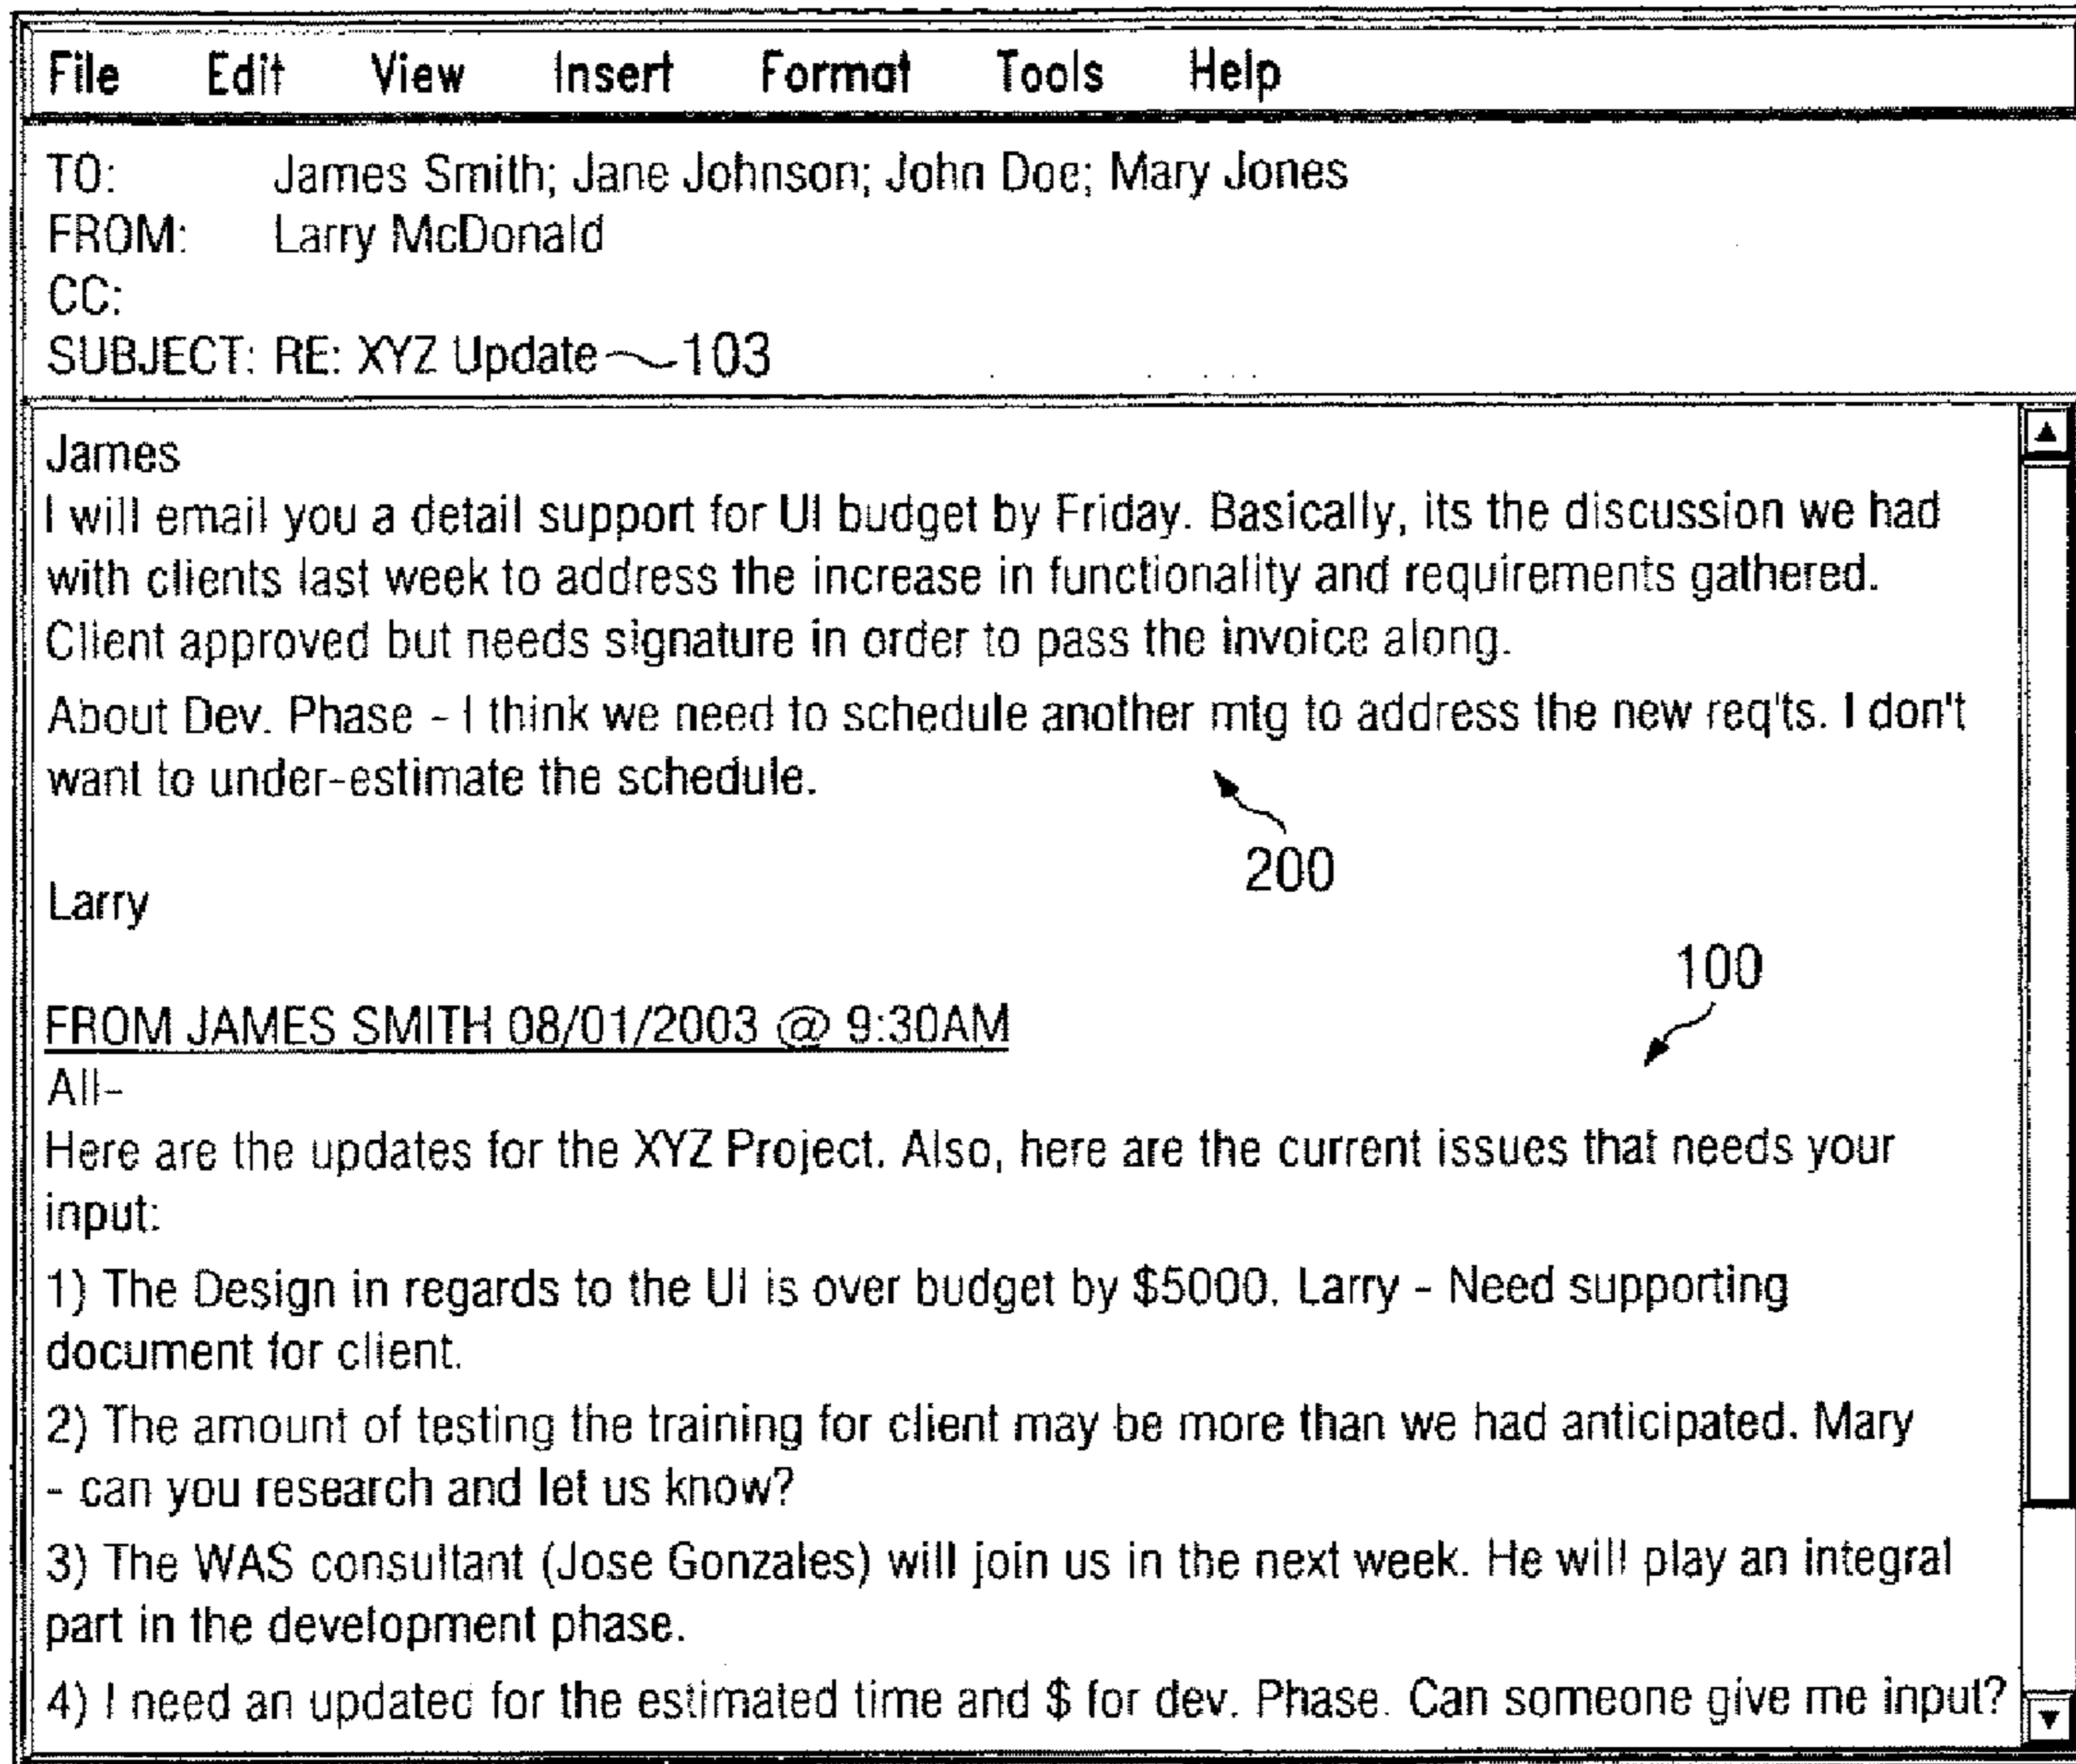 File Edit View Insert Format Tools Help
TO: James Smith; Jane Johnson; John Doe; Mary Jones
FROM: Larry McDonald
CC:
SUBJECT: RE: XYZ Update 103
James
I will email you a detail support for UI budget by Friday. Basically, its the discussion we had
with clients last week to address the increase in functionality and requirements gathered.
Client approved but needs signature in order to pass the invoice along.
About Dev. Phase - I think we need to schedule another mtg to address the new req'ts. I don't
want to under-estimate the schedule.
200
Larry
100
FROM JAMES SMITH 08/01/2003 @ 9:30AM
All-
Here are the updates for the XYZ Project. Also, here are the current issues that needs your
input:
1) The Design in regards to the UI is over budget by $5000. Larry - Need supporting
document for client.
2) The amount of testing the training for client may be more than we had anticipated. Mary
- can you research and let us know?
3) The WAS consultant (Jose Gonzales) will join us in the next week. He will play an integral
part in the development phase.
4) I need an updated for the estimated time and $ for dev. Phase. Can someone give me input?